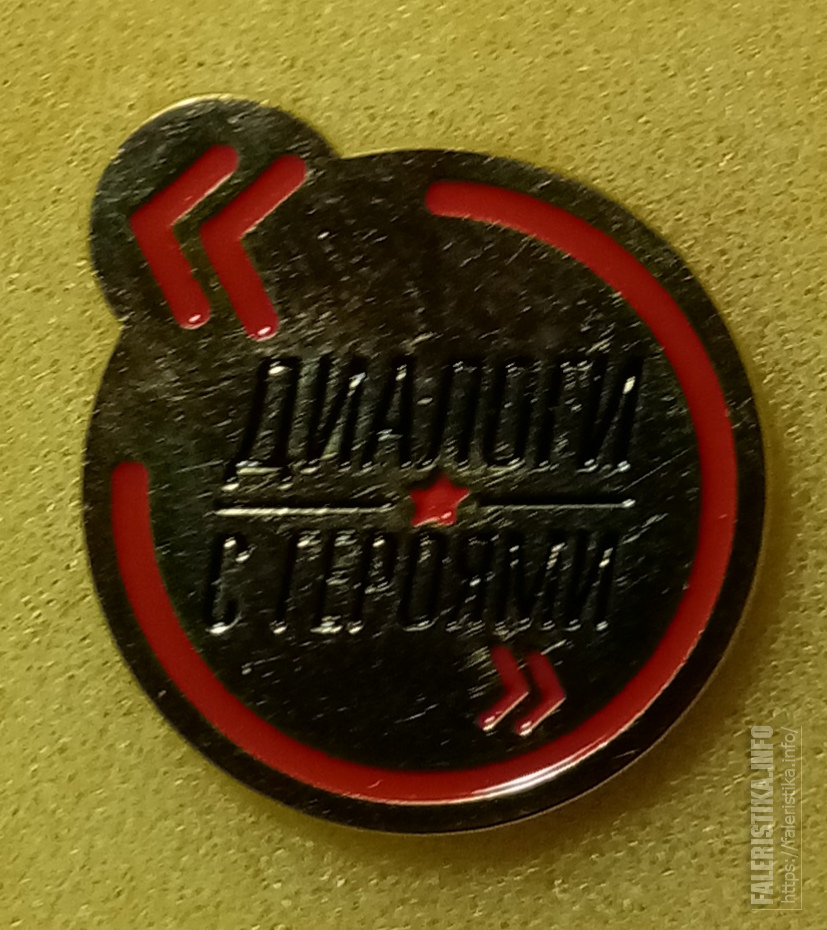 «
ДИАЛОГИ
С ГЕРОЯМИ
»
FALERISTIKA.INFO
https://faleristika.info/